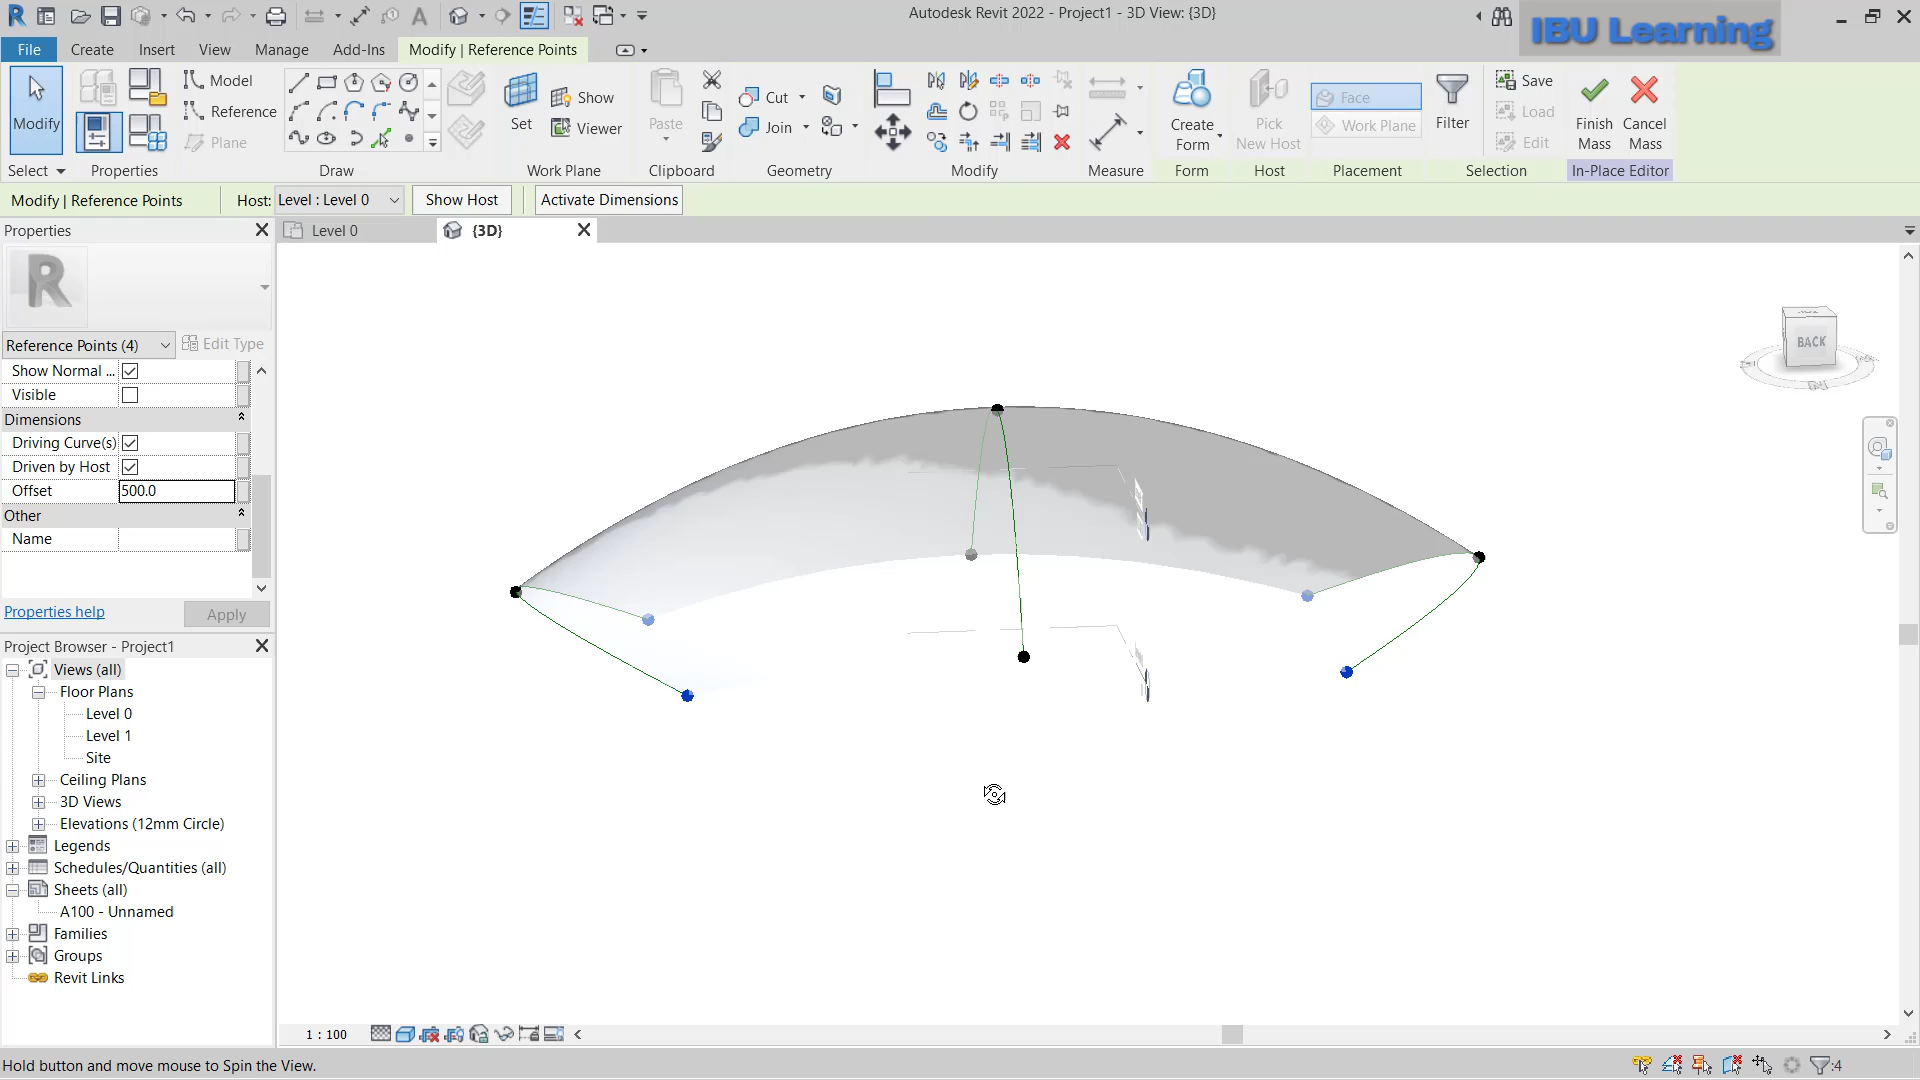 Autodesk Revit 2022 - Project1 - 3D View: {3D}
IBU Learning
File
Create
Insert
View
Manage
Add-Ins
Modify | Reference Points
Modify
Model
Reference
Plane
Set
Show
Viewer
Paste
Cut
Join
Create
Form
Pick
New Host
Face
Work Plane
Filter
Save
Load
Edit
Finish
Mass
Cancel
Mass
Select
Properties
Draw
Work Plane
Clipboard
Geometry
Modify
Measure
Form
Host
Placement
Selection
In-Place Editor
Modify | Reference Points
Host: Level : Level 0
Show Host
Activate Dimensions
Properties
Level 0
{3D}
Reference Points (4)
Edit Type
Show Normal ...
Visible
Dimensions
Driving Curve(s)
Driven by Host
Offset 500.0
Other
Name
Properties help
Apply
Project Browser - Project1
Views (all)
Floor Plans
Level 0
Level 1
Site
Ceiling Plans
3D Views
Elevations (12mm Circle)
Legends
Schedules/Quantities (all)
Sheets (all)
A100 - Unnamed
Families
Groups
Revit Links
BACK
1 : 100
Hold button and move mouse to Spin the View.
:4